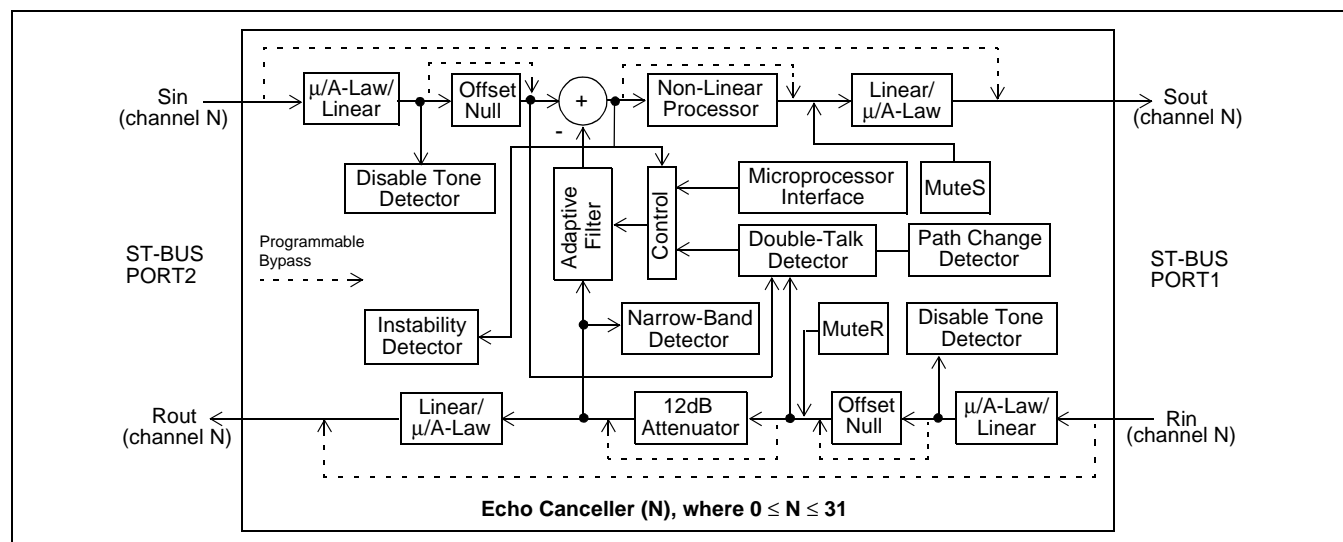 Sin
(channel N)
μ/A-Law/
Linear
Offset
Null
+
-
Non-Linear
Processor
Linear/
μ/A-Law
Sout
(channel N)
Disable Tone
Detector
Adaptive
Filter
Control
Microprocessor
Interface
MuteS
ST-BUS
PORT2
Programmable
Bypass
Double-Talk
Detector
Path Change
Detector
ST-BUS
PORT1
Instability
Detector
Narrow-Band
Detector
MuteR
Disable Tone
Detector
Rout
(channel N)
Linear/
μ/A-Law
12dB
Attenuator
Offset
Null
μ/A-Law/
Linear
Rin
(channel N)
Echo Canceller (N), where 0 ≤ N ≤ 31